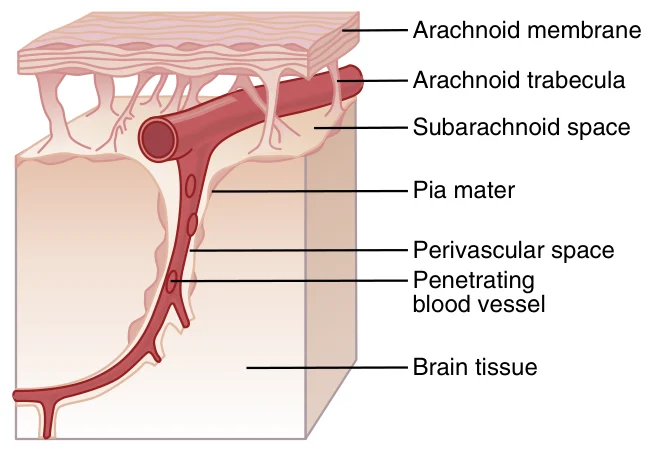 Arachnoid membrane
Arachnoid trabecula
Subarachnoid space
Pia mater
Perivascular space
Penetrating
blood vessel
Brain tissue